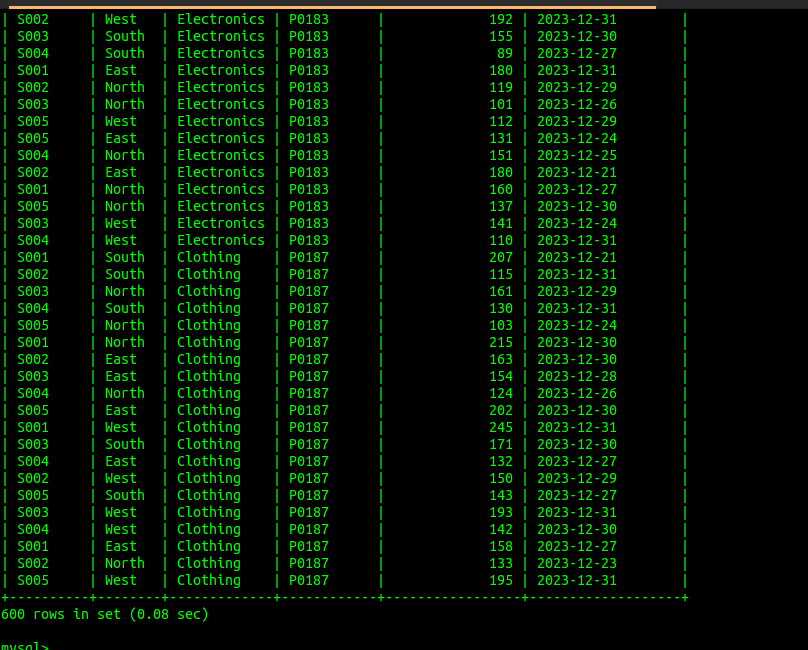 | S002     | West   | Electronics | P0183      |             192 | 2023-12-31        |
| S003     | South  | Electronics | P0183      |             155 | 2023-12-30        |
| S004     | South  | Electronics | P0183      |              89 | 2023-12-27        |
| S001     | East   | Electronics | P0183      |             180 | 2023-12-31        |
| S002     | North  | Electronics | P0183      |             119 | 2023-12-29        |
| S003     | North  | Electronics | P0183      |             101 | 2023-12-26        |
| S005     | West   | Electronics | P0183      |             112 | 2023-12-29        |
| S005     | East   | Electronics | P0183      |             131 | 2023-12-24        |
| S004     | North  | Electronics | P0183      |             151 | 2023-12-25        |
| S002     | East   | Electronics | P0183      |             180 | 2023-12-21        |
| S001     | North  | Electronics | P0183      |             160 | 2023-12-27        |
| S005     | North  | Electronics | P0183      |             137 | 2023-12-30        |
| S003     | West   | Electronics | P0183      |             141 | 2023-12-24        |
| S004     | West   | Electronics | P0183      |             110 | 2023-12-31        |
| S001     | South  | Clothing    | P0187      |             207 | 2023-12-21        |
| S002     | South  | Clothing    | P0187      |             115 | 2023-12-31        |
| S003     | North  | Clothing    | P0187      |             161 | 2023-12-29        |
| S004     | South  | Clothing    | P0187      |             130 | 2023-12-31        |
| S005     | North  | Clothing    | P0187      |             103 | 2023-12-24        |
| S001     | North  | Clothing    | P0187      |             215 | 2023-12-30        |
| S002     | East   | Clothing    | P0187      |             163 | 2023-12-30        |
| S003     | East   | Clothing    | P0187      |             154 | 2023-12-28        |
| S004     | North  | Clothing    | P0187      |             124 | 2023-12-26        |
| S005     | East   | Clothing    | P0187      |             202 | 2023-12-30        |
| S001     | West   | Clothing    | P0187      |             245 | 2023-12-31        |
| S003     | South  | Clothing    | P0187      |             171 | 2023-12-30        |
| S004     | East   | Clothing    | P0187      |             132 | 2023-12-27        |
| S002     | West   | Clothing    | P0187      |             150 | 2023-12-29        |
| S005     | South  | Clothing    | P0187      |             143 | 2023-12-27        |
| S003     | West   | Clothing    | P0187      |             193 | 2023-12-31        |
| S004     | West   | Clothing    | P0187      |             142 | 2023-12-30        |
| S001     | East   | Clothing    | P0187      |             158 | 2023-12-27        |
| S002     | North  | Clothing    | P0187      |             133 | 2023-12-23        |
| S005     | West   | Clothing    | P0187      |             195 | 2023-12-31        |
+----------+--------+-------------+------------+-----------------+-------------------+
600 rows in set (0.08 sec)
mysql>